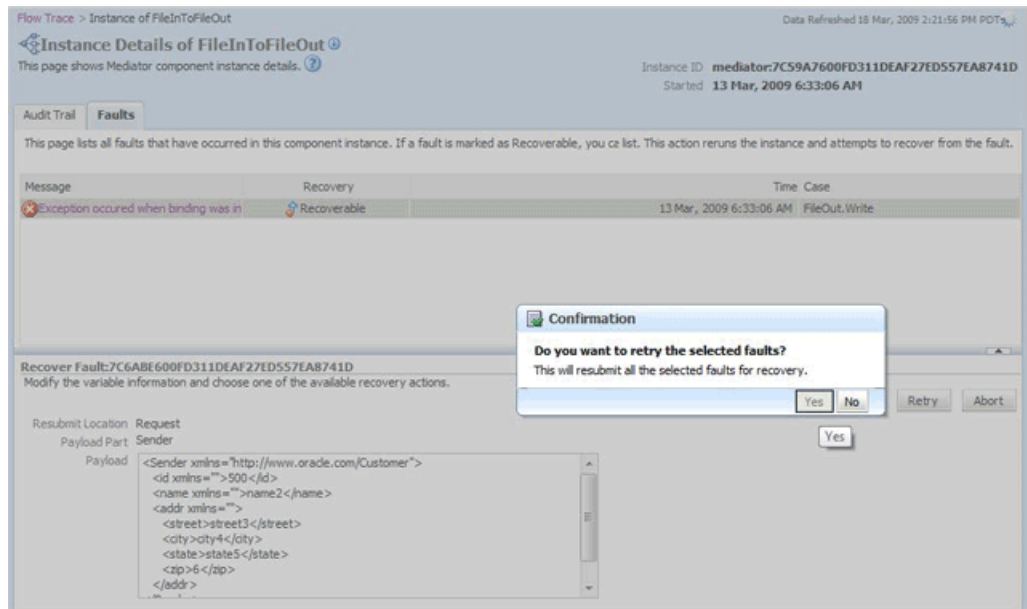 Flow Trace > Instance of FileInToFileOut
Data Refreshed 18 Mar, 2009 2:21:56 PM PDT
Instance Details of FileInToFileOut
This page shows Mediator component instance details.
Instance ID mediator:7C59A7600FD311DEAF27ED557EA8741D
Started 13 Mar, 2009 6:33:06 AM
Audit Trail Faults
This page lists all faults that have occurred in this component instance. If a fault is marked as Recoverable, you ca list. This action reruns the instance and attempts to recover from the fault.
Message Recovery Time Case
Exception occured when binding was in Recoverable 13 Mar, 2009 6:33:06 AM FileOut.Write
Confirmation
Do you want to retry the selected faults?
This will resubmit all the selected faults for recovery.
Yes No
Yes
Recover Fault:7C6ABE600FD311DEAF27ED557EA8741D
Modify the variable information and choose one of the available recovery actions.
Retry Abort
Resubmit Location Request
Payload Part Sender
Payload <Sender xmlns="http://www.oracle.com/Customer">
<id xmlns="">500</id>
<name xmlns="">name2</name>
<addr xmlns="">
<street>street3</street>
<city>city4</city>
<state>state5</state>
<zip>6</zip>
</addr>